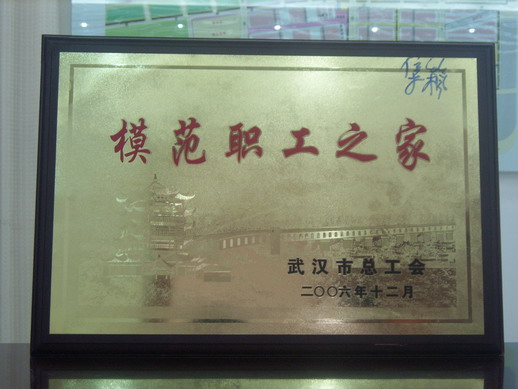 模范职工之家
武汉市总工会
二〇〇六年十二月